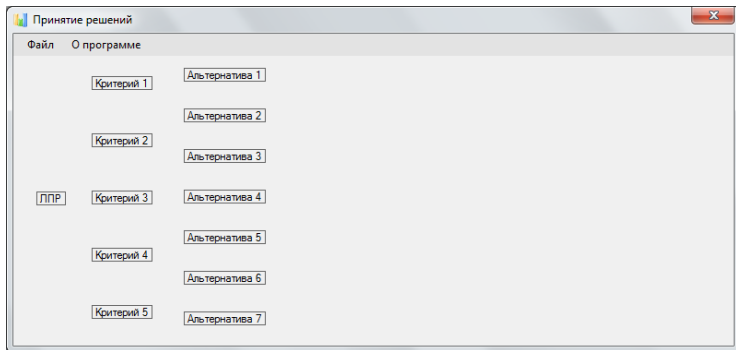 Принятие решений
Файл О программе
Критерий 1
Альтернатива 1
Альтернатива 2
Критерий 2
Альтернатива 3
ЛПР
Критерий 3
Альтернатива 4
Альтернатива 5
Критерий 4
Альтернатива 6
Критерий 5
Альтернатива 7